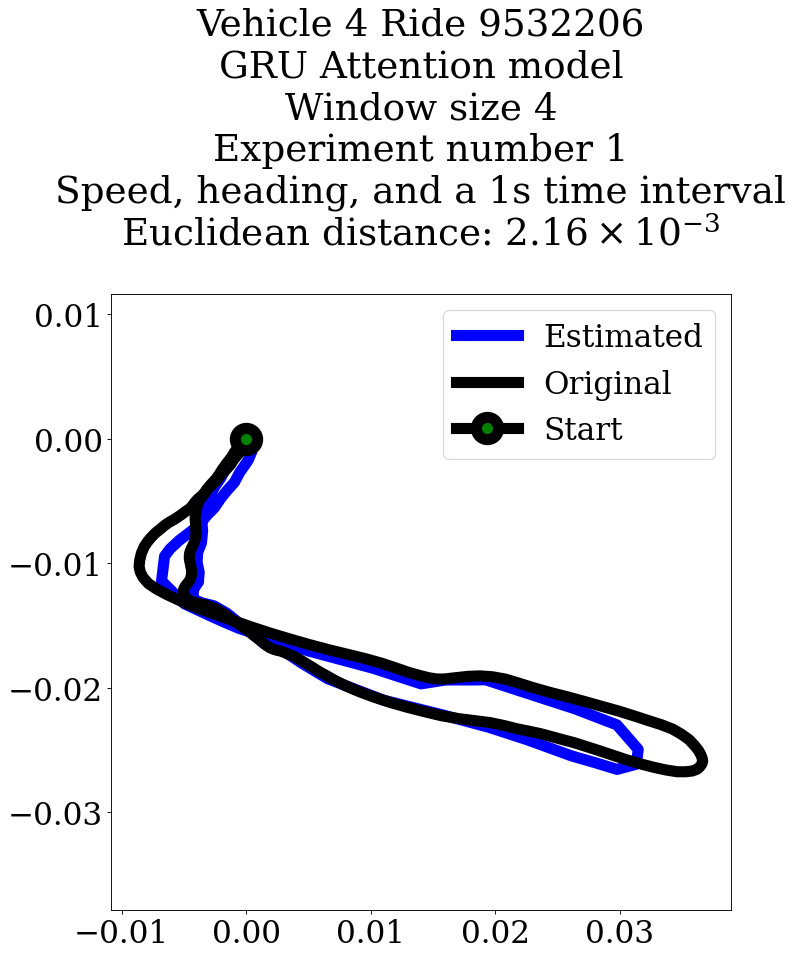 Vehicle 4 Ride 9532206
GRU Attention model
Window size 4
Experiment number 1
Speed, heading, and a 1s time interval
Euclidean distance: 2.16 × 10⁻³
Estimated
Original
Start
0.01
0.00
−0.01
−0.02
−0.03
−0.01 0.00 0.01 0.02 0.03